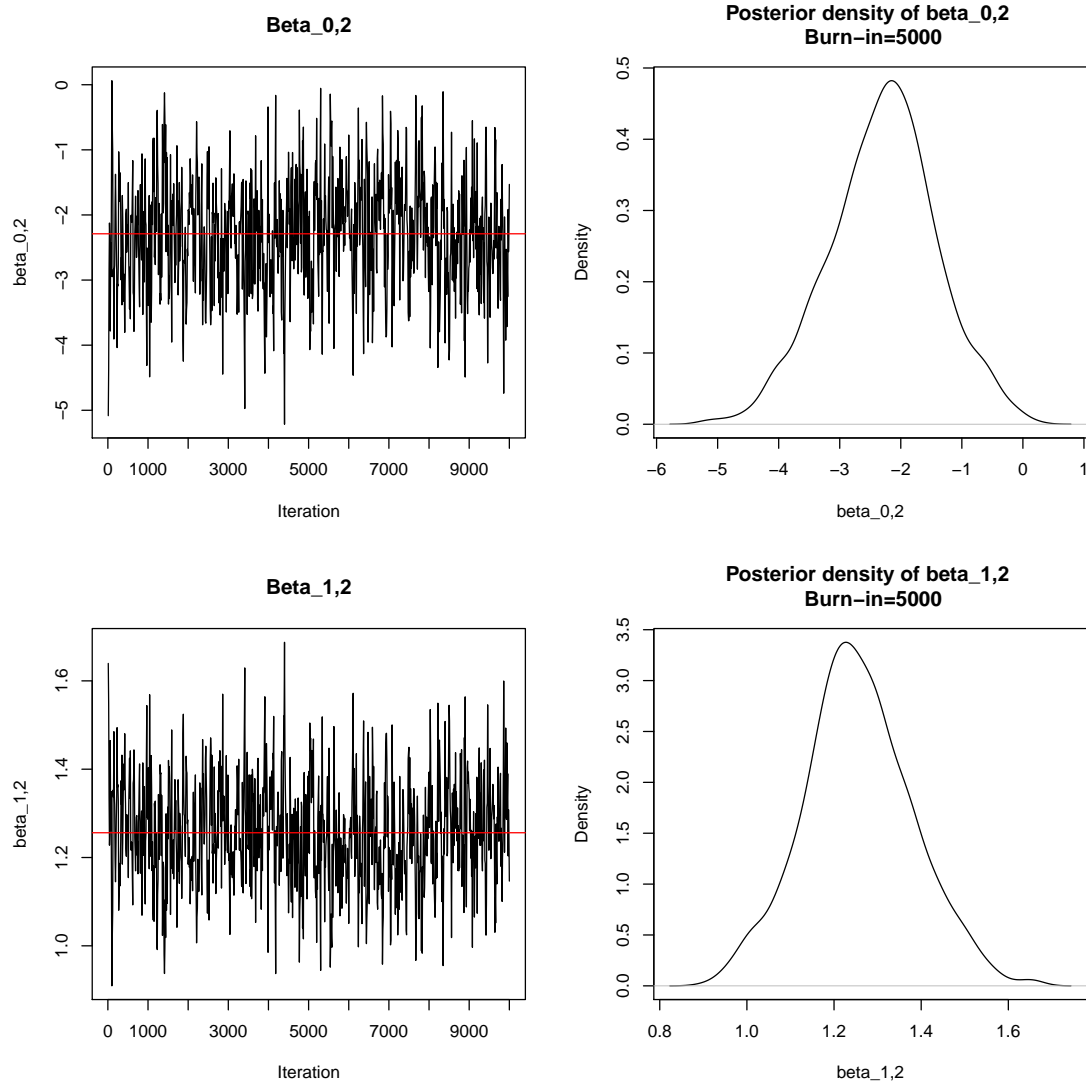 Beta_0,2
beta_0,2
0
−1
−2
−3
−4
−5
0 1000 3000 5000 7000 9000
Iteration
Posterior density of beta_0,2
Burn−in=5000
Density
0.5
0.4
0.3
0.2
0.1
0.0
−6 −5 −4 −3 −2 −1 0 1
beta_0,2
Beta_1,2
beta_1,2
1.6
1.4
1.2
1.0
0 1000 3000 5000 7000 9000
Iteration
Posterior density of beta_1,2
Burn−in=5000
Density
3.5
3.0
2.5
2.0
1.5
1.0
0.5
0.0
0.8 1.0 1.2 1.4 1.6
beta_1,2